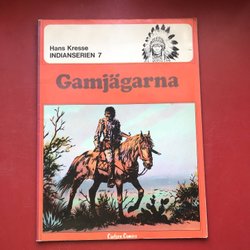 Hans Kresse
INDIANSERIEN 7
Gamjägarna
Carlsen Comics